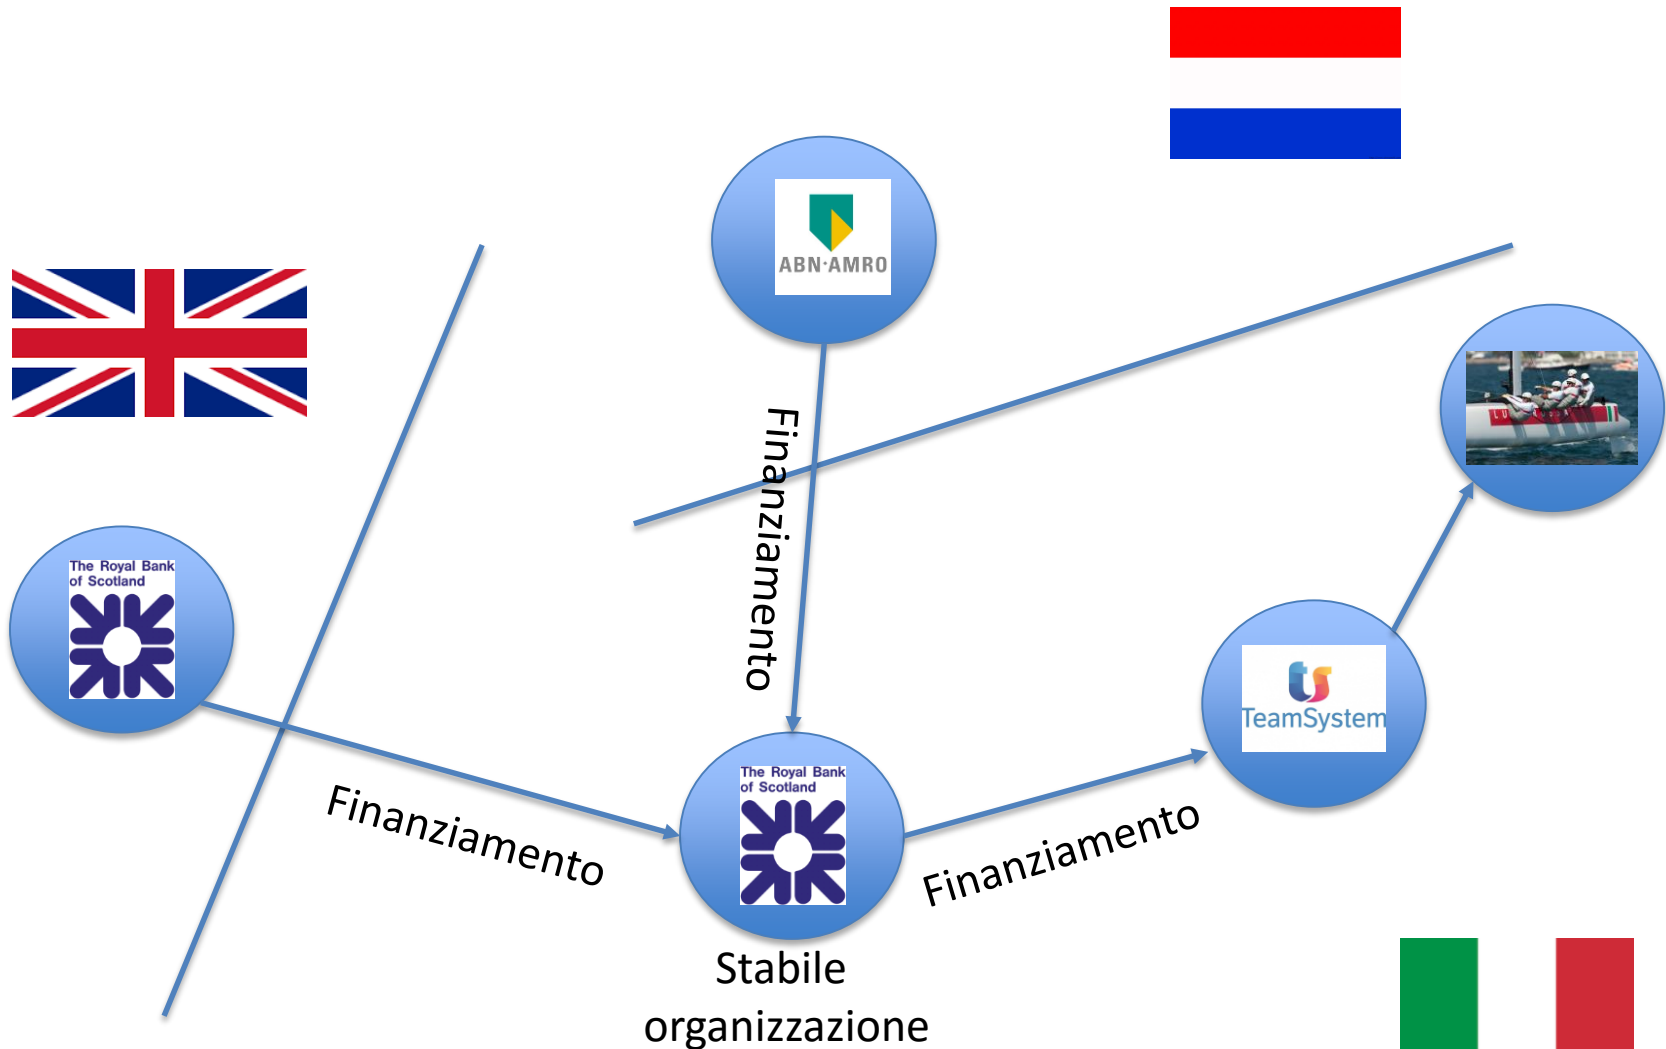 ABN·AMRO
Finanziamento
The Royal Bank
of Scotland
Finanziamento
The Royal Bank
of Scotland
Stabile
organizzazione
Finanziamento
TeamSystem